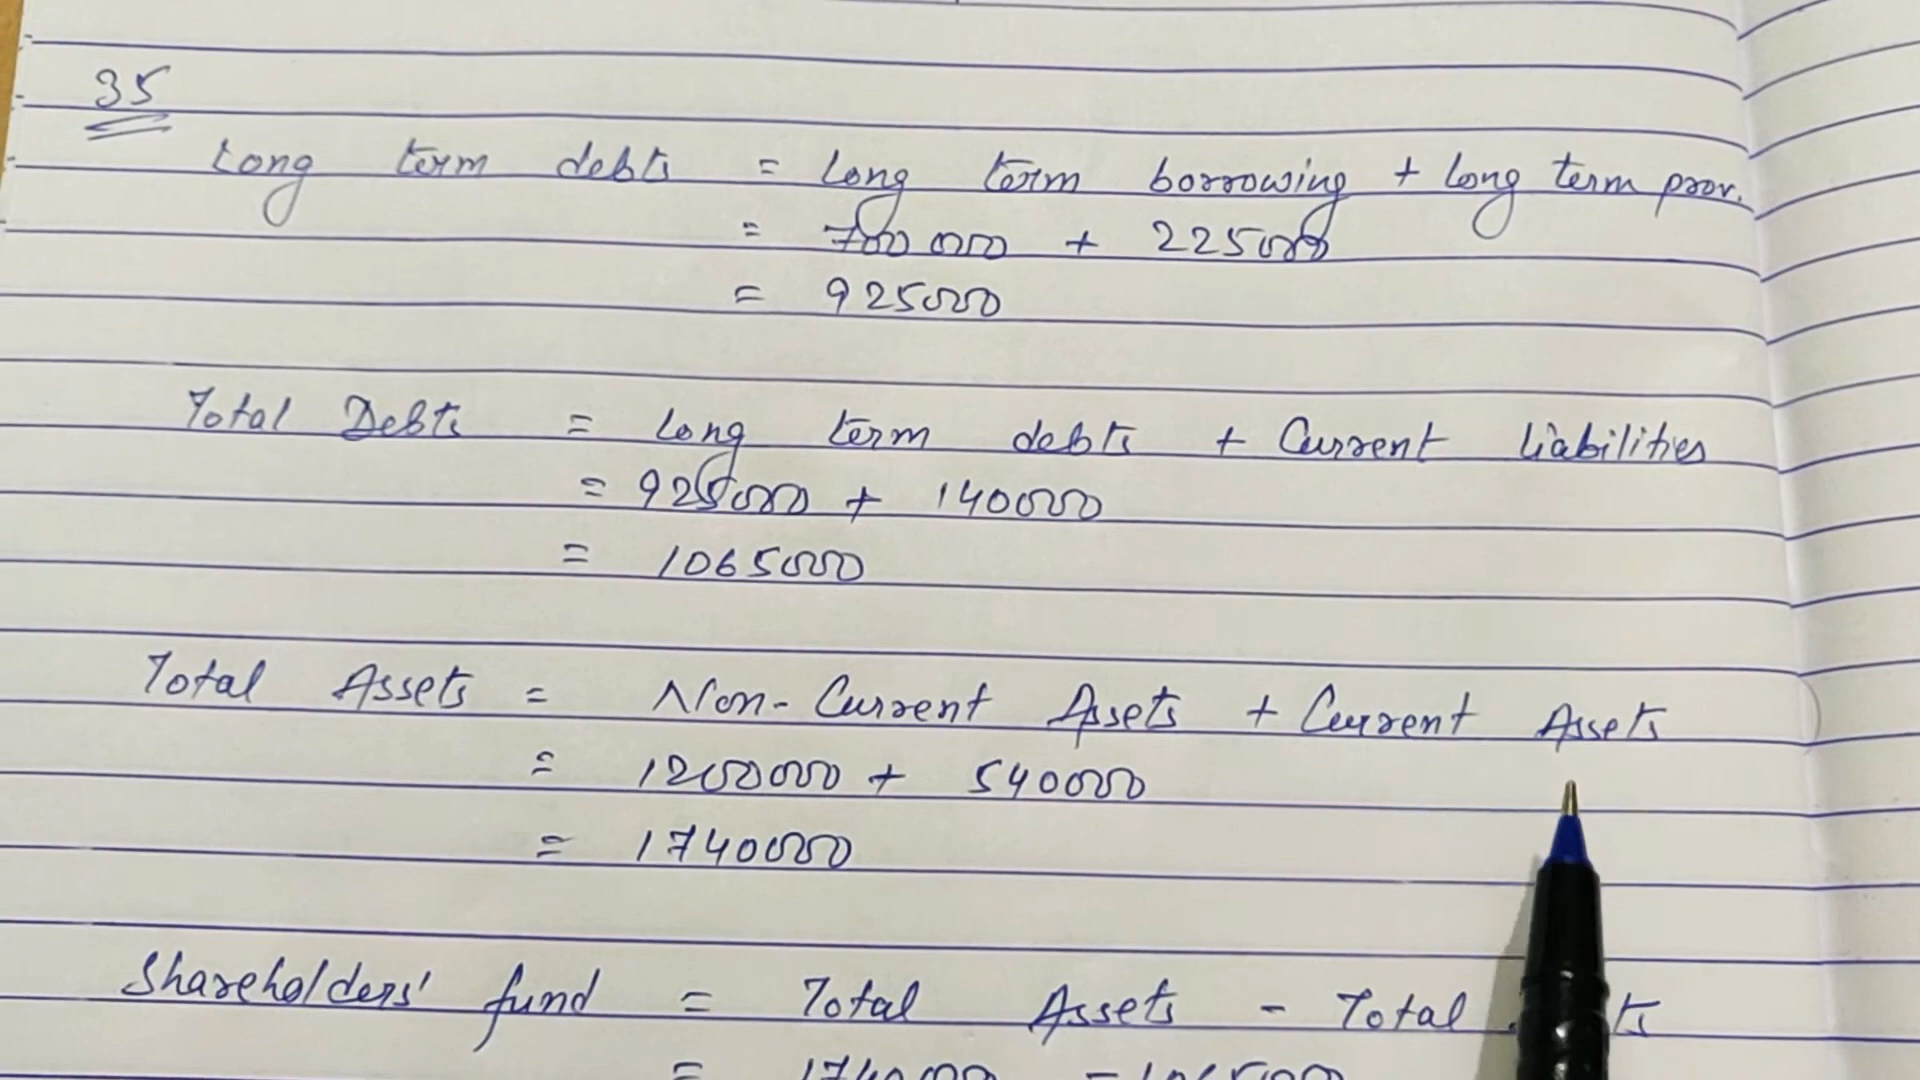 35
Long term debts = Long term borrowing + Long term prov.
= 700000 + 225000
= 925000
Total Debts = Long term debts + Current liabilities
= 925000 + 140000
= 1065000
Total Assets = Non-Current Assets + Current Assets
= 1200000 + 540000
= 1740000
Shareholders' fund = Total Assets - Total
=